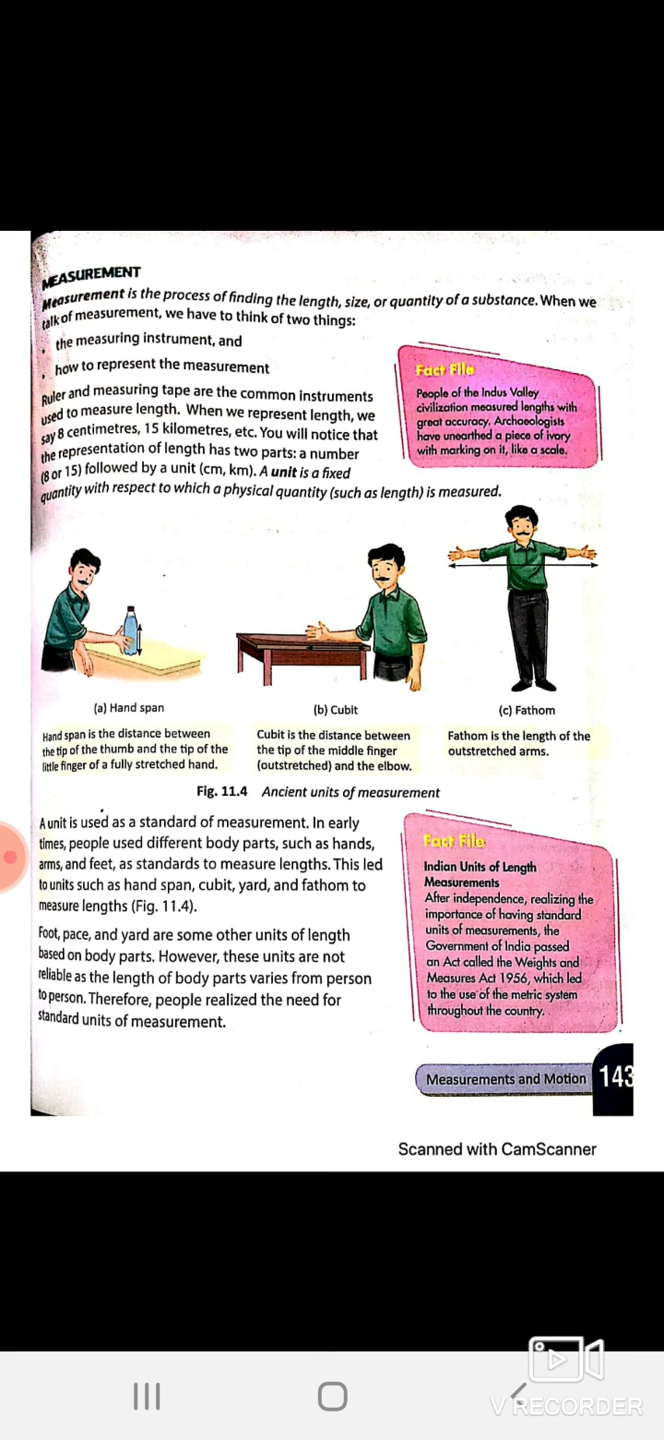 MEASUREMENT
Measurement is the process of finding the length, size, or quantity of a substance. When we
talk of measurement, we have to think of two things:
• the measuring instrument, and
• how to represent the measurement
Ruler and measuring tape are the common instruments
used to measure length. When we represent length, we
say 8 centimetres, 15 kilometres, etc. You will notice that
the representation of length has two parts: a number
(8 or 15) followed by a unit (cm, km). A unit is a fixed
quantity with respect to which a physical quantity (such as length) is measured.
Fact File
People of the Indus Valley
civilization measured lengths with
great accuracy. Archaeologists
have unearthed a piece of ivory
with marking on it, like a scale.
(a) Hand span
Hand span is the distance between
the tip of the thumb and the tip of the
little finger of a fully stretched hand.
(b) Cubit
Cubit is the distance between
the tip of the middle finger
(outstretched) and the elbow.
(c) Fathom
Fathom is the length of the
outstretched arms.
Fig. 11.4 Ancient units of measurement
A unit is used as a standard of measurement. In early
times, people used different body parts, such as hands,
arms, and feet, as standards to measure lengths. This led
to units such as hand span, cubit, yard, and fathom to
measure lengths (Fig. 11.4).
Foot, pace, and yard are some other units of length
based on body parts. However, these units are not
reliable as the length of body parts varies from person
to person. Therefore, people realized the need for
standard units of measurement.
Fact File
Indian Units of Length
Measurements
After independence, realizing the
importance of having standard
units of measurements, the
Government of India passed
an Act called the Weights and
Measures Act 1956, which led
to the use of the metric system
throughout the country.
Measurements and Motion 143
Scanned with CamScanner
V RECORDER